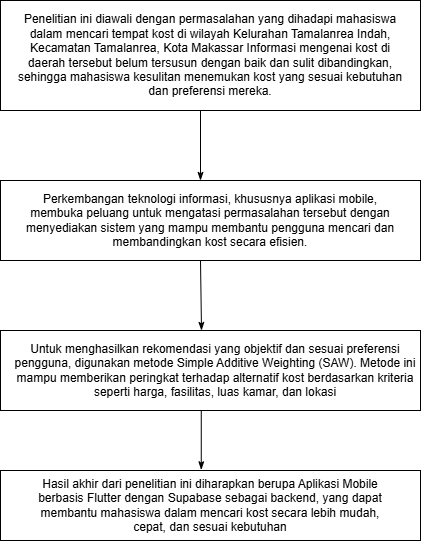 Penelitian ini diawali dengan permasalahan yang dihadapi mahasiswa
dalam mencari tempat kost di wilayah Kelurahan Tamalanrea Indah,
Kecamatan Tamalanrea, Kota Makassar Informasi mengenai kost di
daerah tersebut belum tersusun dengan baik dan sulit dibandingkan,
sehingga mahasiswa kesulitan menemukan kost yang sesuai kebutuhan
dan preferensi mereka.
Perkembangan teknologi informasi, khususnya aplikasi mobile,
membuka peluang untuk mengatasi permasalahan tersebut dengan
menyediakan sistem yang mampu membantu pengguna mencari dan
membandingkan kost secara efisien.
Untuk menghasilkan rekomendasi yang objektif dan sesuai preferensi
pengguna, digunakan metode Simple Additive Weighting (SAW). Metode ini
mampu memberikan peringkat terhadap alternatif kost berdasarkan kriteria
seperti harga, fasilitas, luas kamar, dan lokasi
Hasil akhir dari penelitian ini diharapkan berupa Aplikasi Mobile
berbasis Flutter dengan Supabase sebagai backend, yang dapat
membantu mahasiswa dalam mencari kost secara lebih mudah,
cepat, dan sesuai kebutuhan